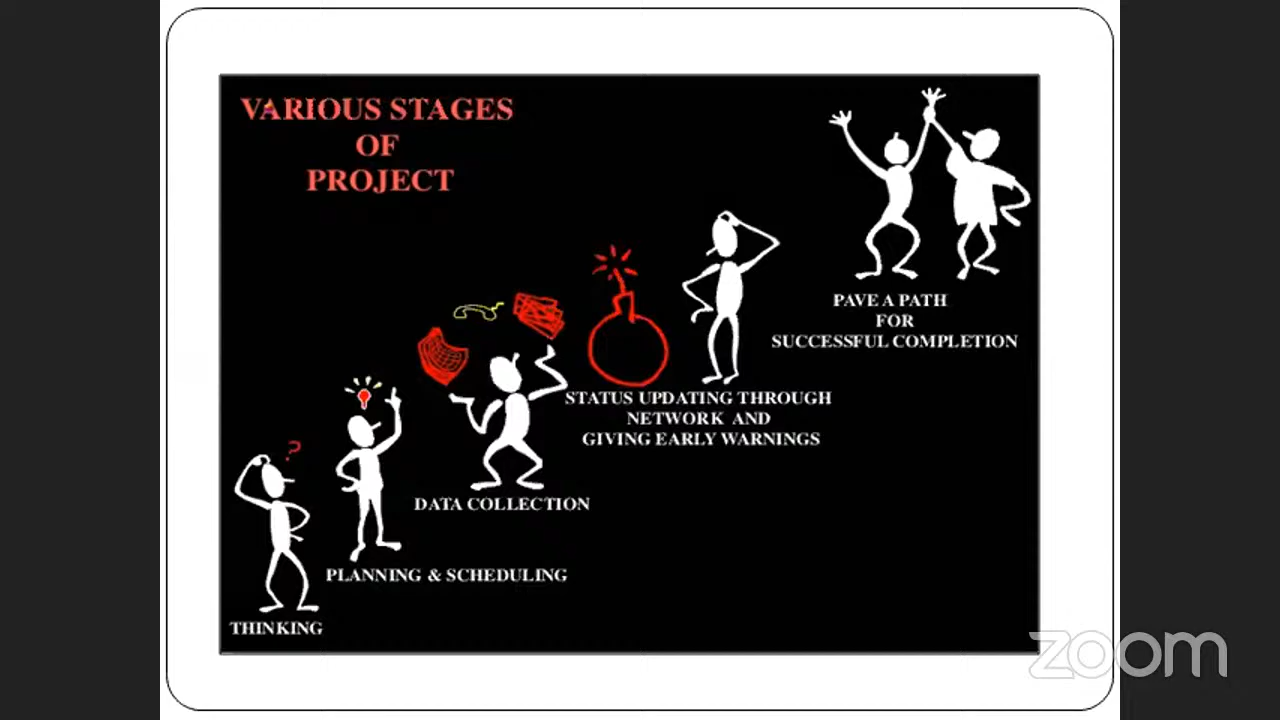 VARIOUS STAGES
OF
PROJECT
PAVE A PATH
FOR
SUCCESSFUL COMPLETION
STATUS UPDATING THROUGH
NETWORK AND
GIVING EARLY WARNINGS
DATA COLLECTION
PLANNING & SCHEDULING
THINKING
?
zoom